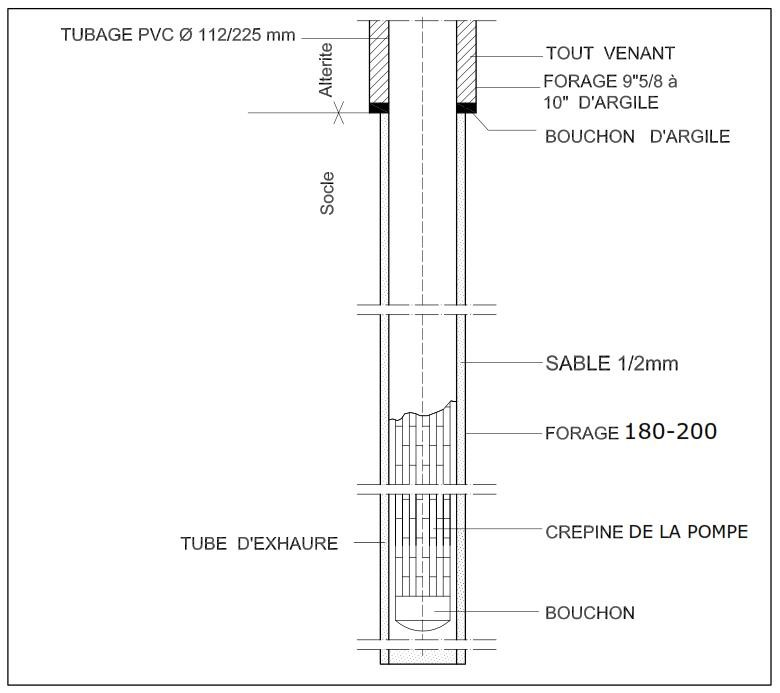 TUBAGE PVC Ø 112/225 mm
Alterite
TOUT VENANT
FORAGE 9"5/8 à
10" D'ARGILE
BOUCHON D'ARGILE
Socle
SABLE 1/2mm
FORAGE 180-200
CREPINE DE LA POMPE
TUBE D'EXHAURE
BOUCHON